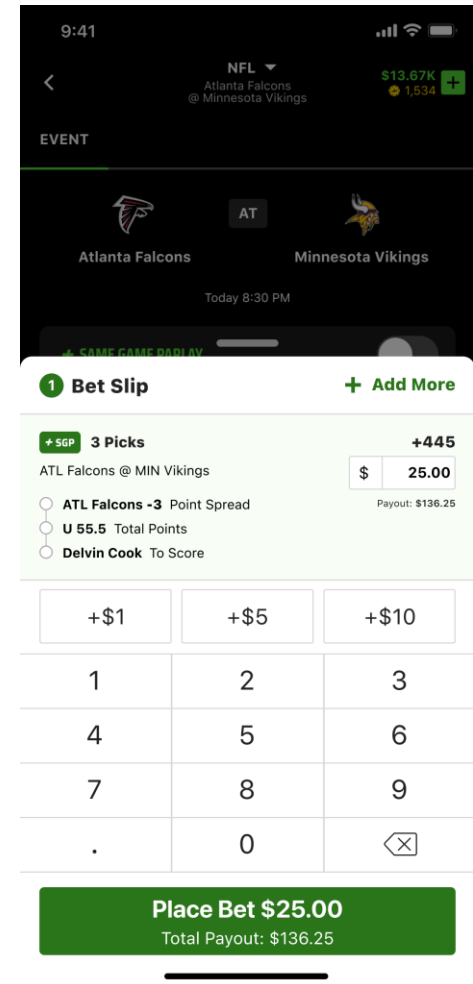 9:41
NFL
Atlanta Falcons
@ Minnesota Vikings
$13.67K
1,534
EVENT
AT
Atlanta Falcons
Minnesota Vikings
Today 8:30 PM
+ SAME GAME PARLAY
1 Bet Slip
+ Add More
+ SGP 3 Picks
+445
ATL Falcons @ MIN Vikings
$ 25.00
Payout: $136.25
ATL Falcons -3 Point Spread
U 55.5 Total Points
Delvin Cook To Score
+$1
+$5
+$10
1 2 3
4 5 6
7 8 9
. 0
Place Bet $25.00
Total Payout: $136.25